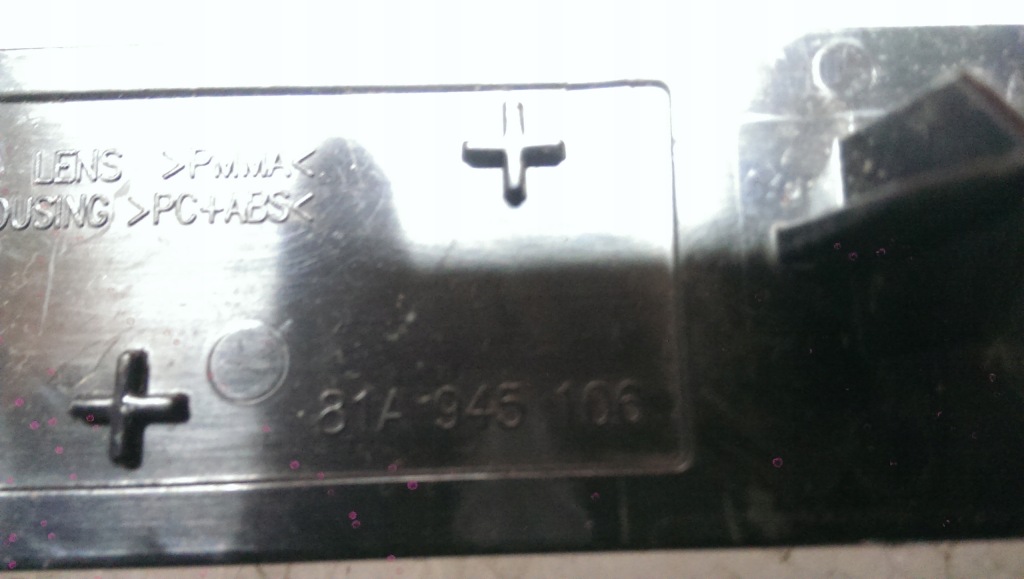 LENS >PMMA<
OUSING >PC+ABS<
81A 945 106